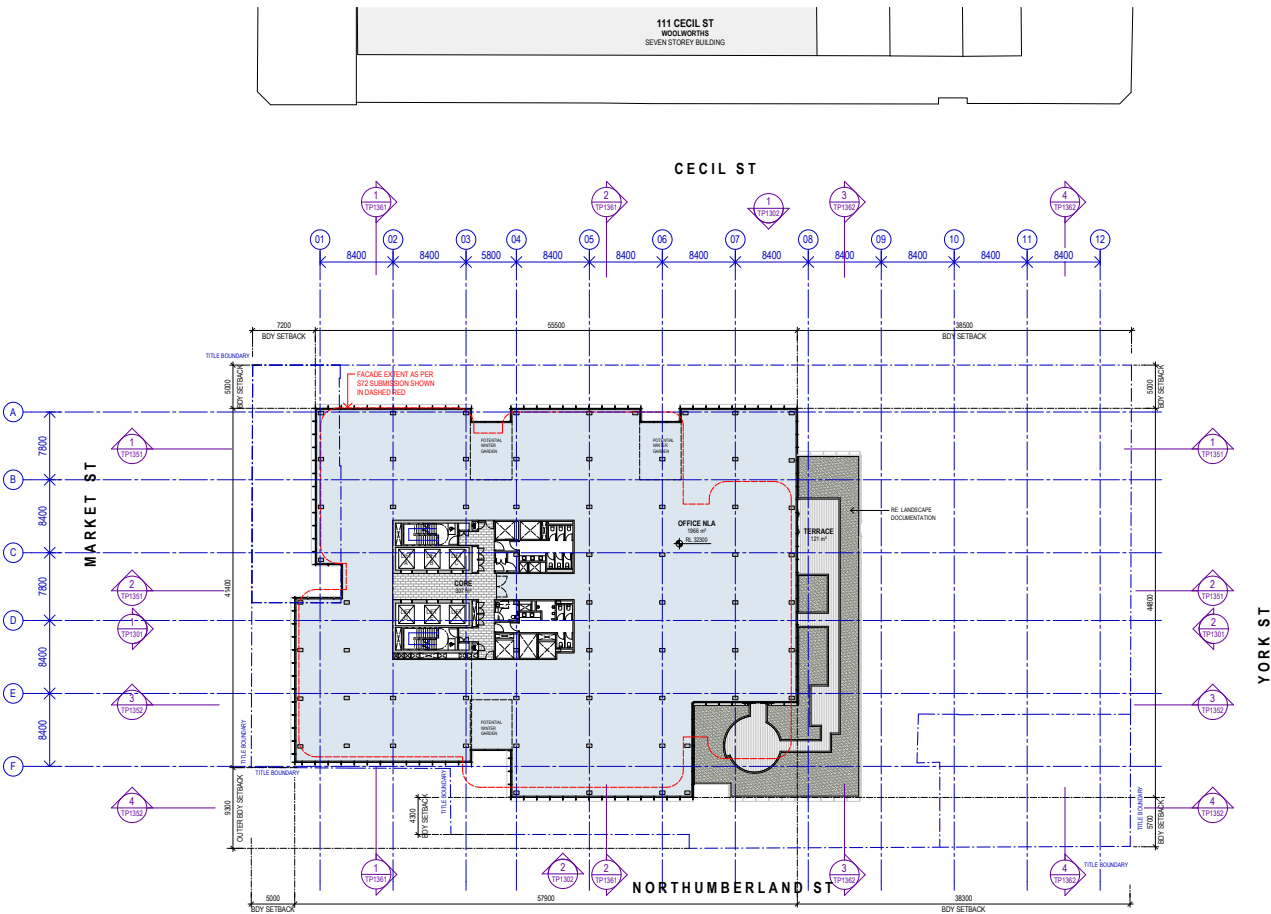 111 CECIL ST
WOOLWORTHS
SEVEN STOREY BUILDING
CECIL ST
1
TP1361
2
TP1361
1
TP1302
3
TP1362
4
TP1362
01
02
03
04
05
06
07
08
09
10
11
12
8400
8400
5800
8400
8400
8400
8400
8400
8400
8400
8400
7200
BDY SETBACK
55500
38500
BDY SETBACK
TITLE BOUNDARY
5000
BDY SETBACK
5000
BDY SETBACK
FACADE EXTENT AS PER
S72 SUBMISSION SHOWN
IN DASHED RED
A
B
C
D
E
F
7800
8400
7800
8400
8400
MARKET ST
1
TP1351
2
TP1351
1
TP1301
3
TP1352
4
TP1352
41400
POTENTIAL
WINTER
GARDEN
POTENTIAL
WINTER
GARDEN
OFFICE NLA
1966 m²
RL 32300
CORE
TERRACE
121 m²
RE: LANDSCAPE
DOCUMENTATION
POTENTIAL
WINTER
GARDEN
1
TP1351
2
TP1351
2
TP1301
3
TP1352
4
TP1352
44800
YORK ST
TITLE BOUNDARY
TITLE BOUNDARY
TITLE BOUNDARY
9300
OUTER BDY SETBACK
4300
BDY SETBACK
TITLE BOUNDARY
5700
BDY SETBACK
TITLE BOUNDARY
1
TP1361
2
TP1302
2
TP1361
3
TP1362
4
TP1362
NORTHUMBERLAND ST
5000
BDY SETBACK
57900
38300
BDY SETBACK